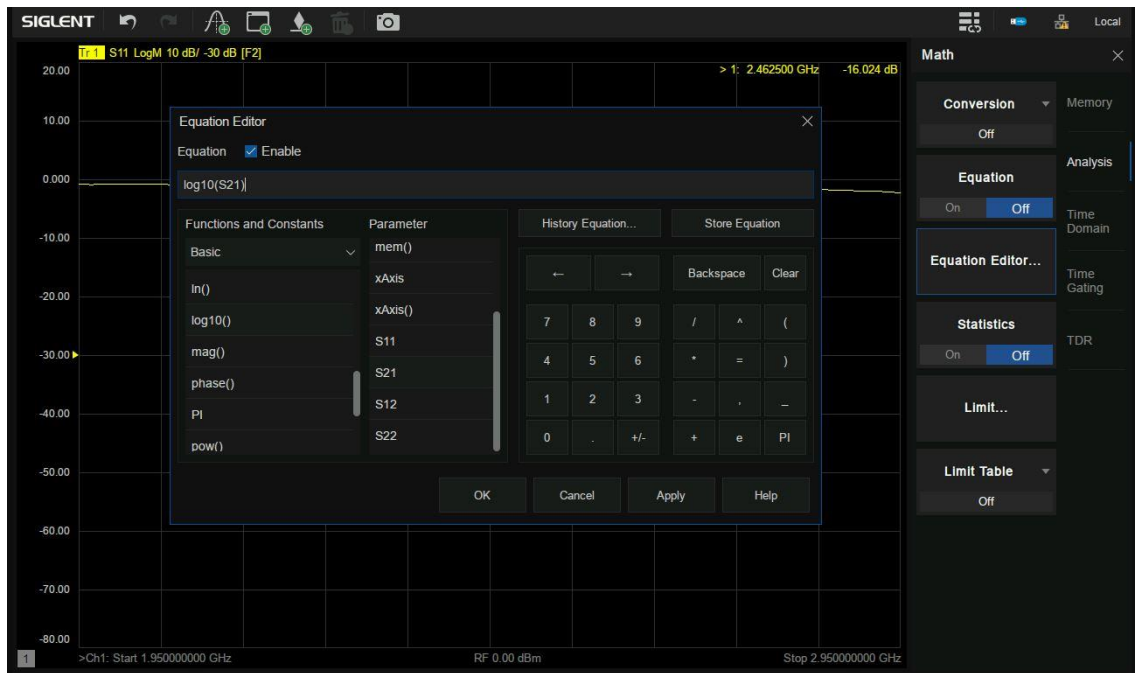 SIGLENT
Local
Tr 1 S11 LogM 10 dB/ -30 dB [F2]
> 1: 2.462500 GHz -16.024 dB
20.00
10.00
0.000
-10.00
-20.00
-30.00
-40.00
-50.00
-60.00
-70.00
-80.00
Equation Editor
Equation Enable
log10(S21)
Functions and Constants
Basic
ln()
log10()
mag()
phase()
PI
pow()
Parameter
mem()
xAxis
xAxis()
S11
S21
S12
S22
History Equation... Store Equation
← → Backspace Clear
7 8 9 / ^ (
4 5 6 * = )
1 2 3 - , _
0 . +/- + e PI
OK Cancel Apply Help
Math
Conversion
Off
Equation
On Off
Equation Editor...
Statistics
On Off
Limit...
Limit Table
Off
Memory
Analysis
Time
Domain
Time
Gating
TDR
1 >Ch1: Start 1.950000000 GHz RF 0.00 dBm Stop 2.950000000 GHz